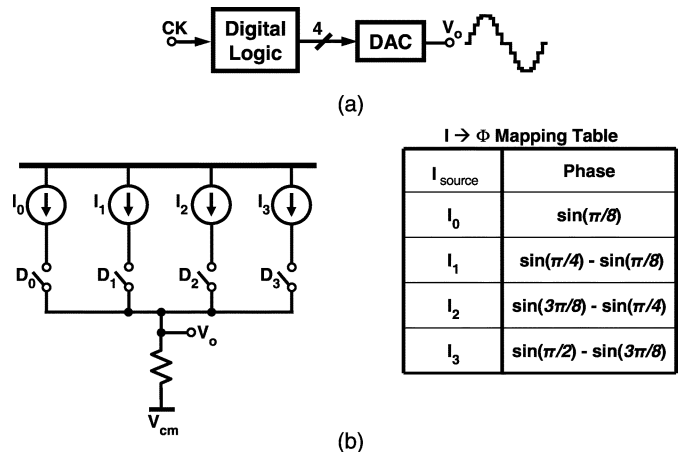 CK
Digital
Logic
4
DAC
Vo
(a)
I → Φ Mapping Table
I source
Phase
I0
sin(π/8)
I1
sin(π/4) - sin(π/8)
I2
sin(3π/8) - sin(π/4)
I3
sin(π/2) - sin(3π/8)
I0
I1
I2
I3
D0
D1
D2
D3
Vo
Vcm
(b)